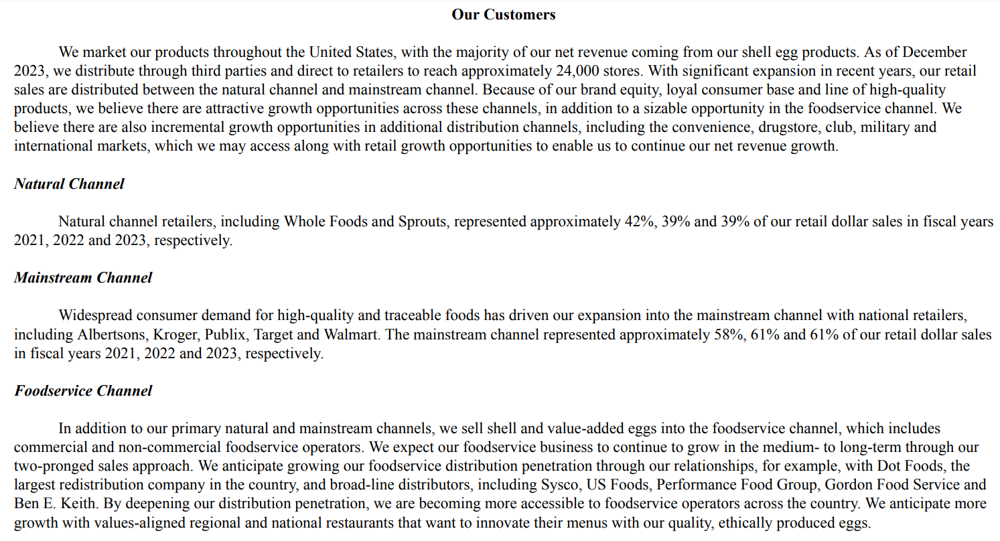 Our Customers
We market our products throughout the United States, with the majority of our net revenue coming from our shell egg products. As of December
2023, we distribute through third parties and direct to retailers to reach approximately 24,000 stores. With significant expansion in recent years, our retail
sales are distributed between the natural channel and mainstream channel. Because of our brand equity, loyal consumer base and line of high-quality
products, we believe there are attractive growth opportunities across these channels, in addition to a sizable opportunity in the foodservice channel. We
believe there are also incremental growth opportunities in additional distribution channels, including the convenience, drugstore, club, military and
international markets, which we may access along with retail growth opportunities to enable us to continue our net revenue growth.
Natural Channel
Natural channel retailers, including Whole Foods and Sprouts, represented approximately 42%, 39% and 39% of our retail dollar sales in fiscal years
2021, 2022 and 2023, respectively.
Mainstream Channel
Widespread consumer demand for high-quality and traceable foods has driven our expansion into the mainstream channel with national retailers,
including Albertsons, Kroger, Publix, Target and Walmart. The mainstream channel represented approximately 58%, 61% and 61% of our retail dollar sales
in fiscal years 2021, 2022 and 2023, respectively.
Foodservice Channel
In addition to our primary natural and mainstream channels, we sell shell and value-added eggs into the foodservice channel, which includes
commercial and non-commercial foodservice operators. We expect our foodservice business to continue to grow in the medium- to long-term through our
two-pronged sales approach. We anticipate growing our foodservice distribution penetration through our relationships, for example, with Dot Foods, the
largest redistribution company in the country, and broad-line distributors, including Sysco, US Foods, Performance Food Group, Gordon Food Service and
Ben E. Keith. By deepening our distribution penetration, we are becoming more accessible to foodservice operators across the country. We anticipate more
growth with values-aligned regional and national restaurants that want to innovate their menus with our quality, ethically produced eggs.